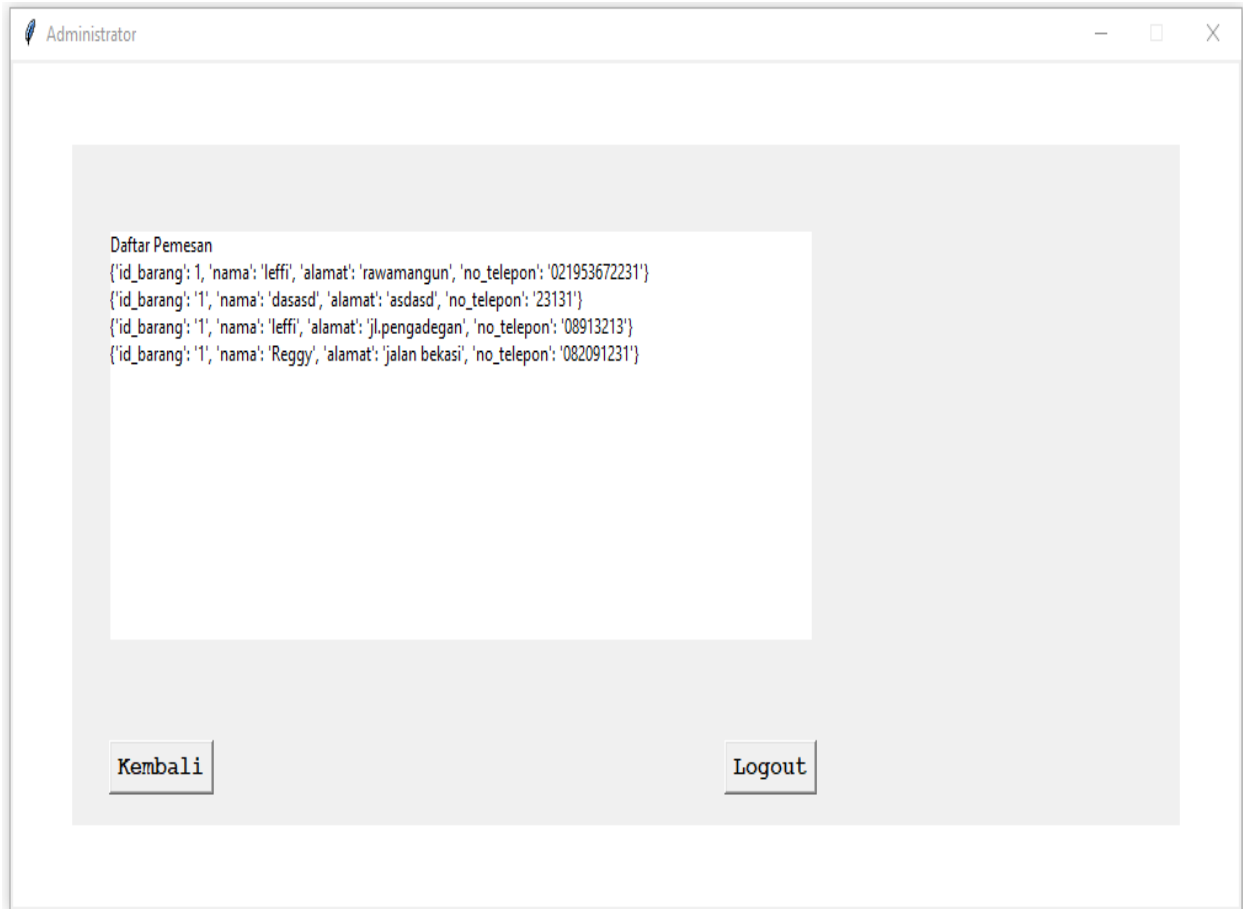 Administrator
Daftar Pemesan
{'id_barang': 1, 'nama': 'leffi', 'alamat': 'rawamangun', 'no_telepon': '021953672231'}
{'id_barang': '1', 'nama': 'dasasd', 'alamat': 'asdasd', 'no_telepon': '23131'}
{'id_barang': '1', 'nama': 'leffi', 'alamat': 'jl.pengadegan', 'no_telepon': '08913213'}
{'id_barang': '1', 'nama': 'Reggy', 'alamat': 'jalan bekasi', 'no_telepon': '082091231'}
Kembali
Logout